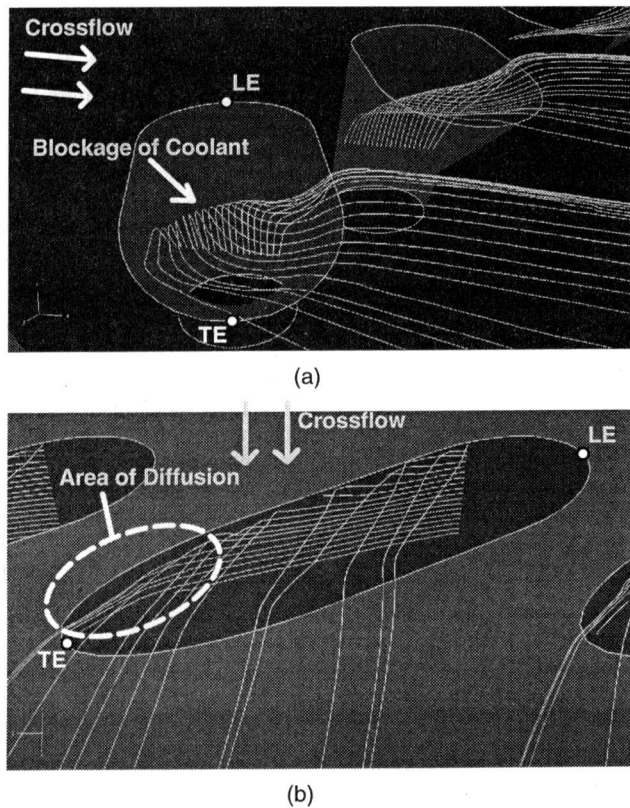 Crossflow
LE
Blockage of Coolant
TE
(a)
Crossflow
LE
Area of Diffusion
TE
(b)